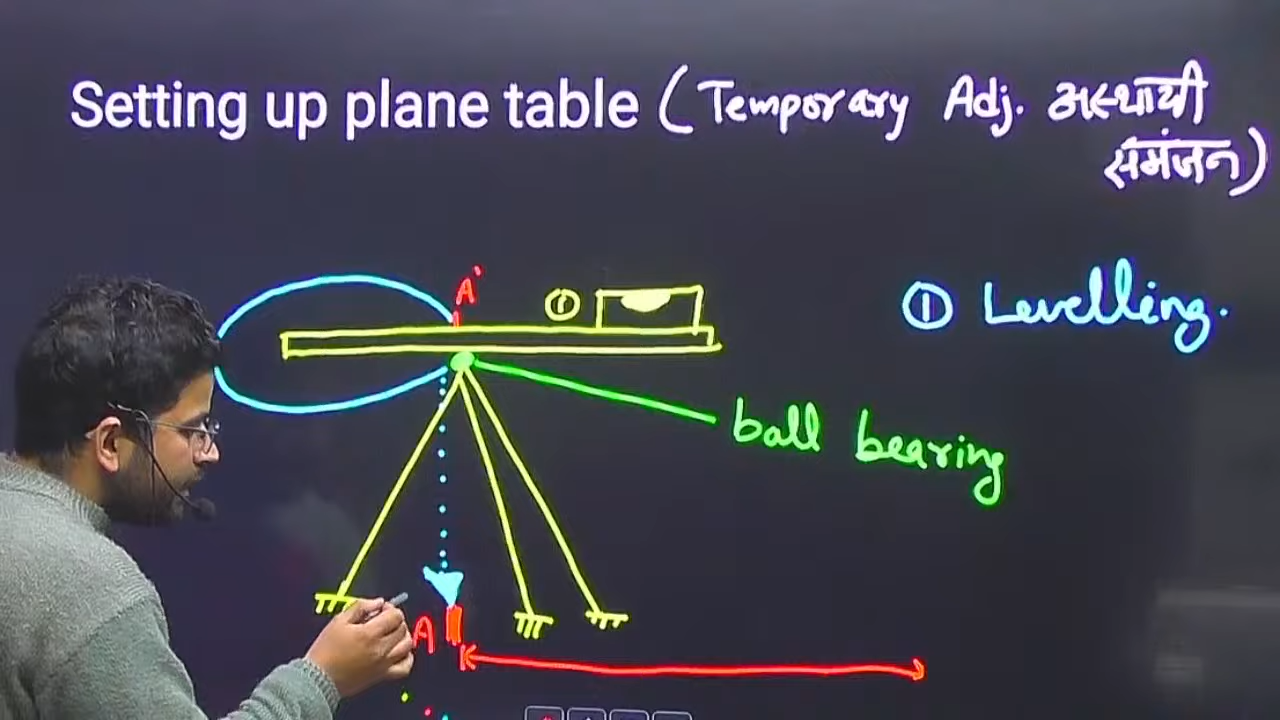 Setting up plane table (Temporary Adj. अस्थायी
समंजन)
A'
①
① Levelling.
ball bearing
A